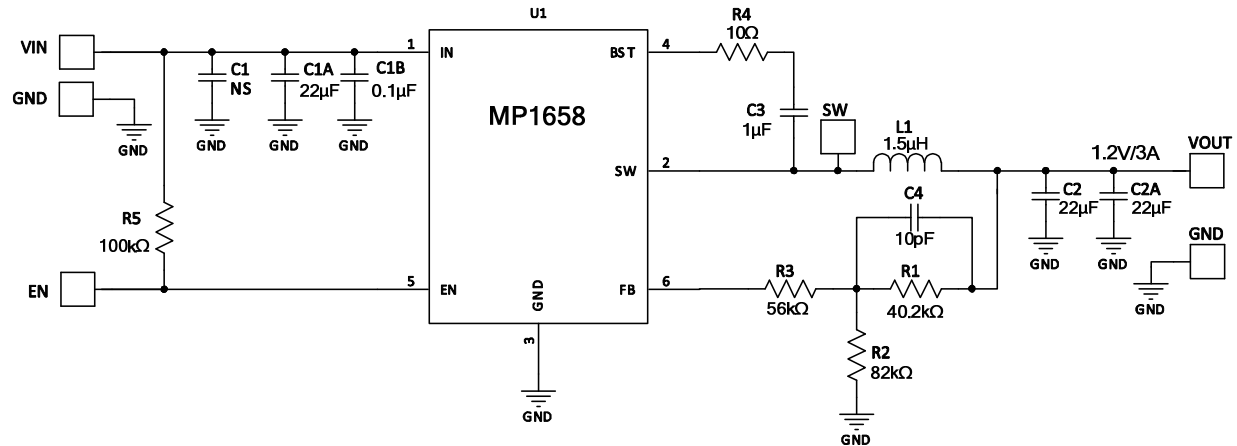 U1
VIN
GND
GND
C1
NS
GND
C1A
22µF
GND
C1B
0.1µF
GND
R5
100kΩ
EN
1
IN
5
EN
MP1658
BST
4
SW
2
FB
6
GND
3
GND
R4
10Ω
C3
1µF
SW
L1
1.5µH
1.2V/3A
VOUT
C4
10pF
C2
22µF
GND
C2A
22µF
GND
GND
GND
R3
56kΩ
R1
40.2kΩ
R2
82kΩ
GND